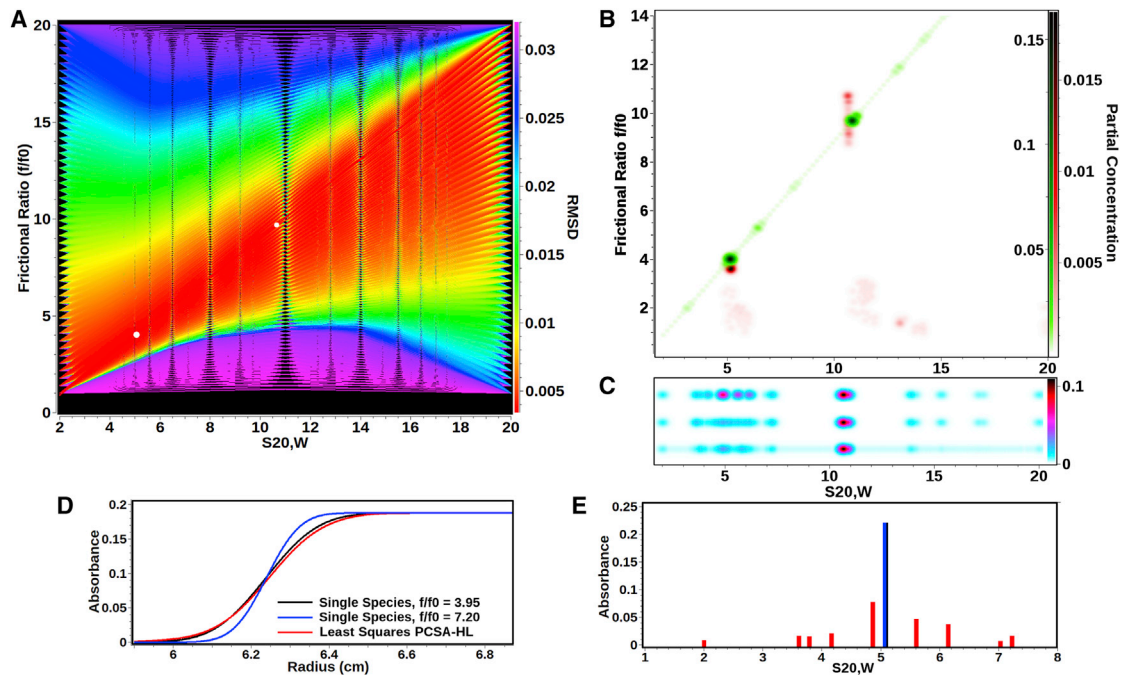 A
20
15
10
5
0
Frictional Ratio (f/f0)
2 4 6 8 10 12 14 16 18 20
S20,W
0.03
0.025
0.02
0.015
0.01
0.005
RMSD
B
14
12
10
8
6
4
2
Frictional Ratio f/f0
5 10 15 20
0.15
0.1
0.05
0.015
0.01
0.005
Partial Concentration
C
0.1
0
5 10 15 20
S20,W
D
0.2
0.15
0.1
0.05
0
Absorbance
Single Species, f/f0 = 3.95
Single Species, f/f0 = 7.20
Least Squares PCSA-HL
6 6.2 6.4 6.6 6.8
Radius (cm)
E
0.25
0.2
0.15
0.1
0.05
0
Absorbance
1 2 3 4 5 6 7 8
S20,W